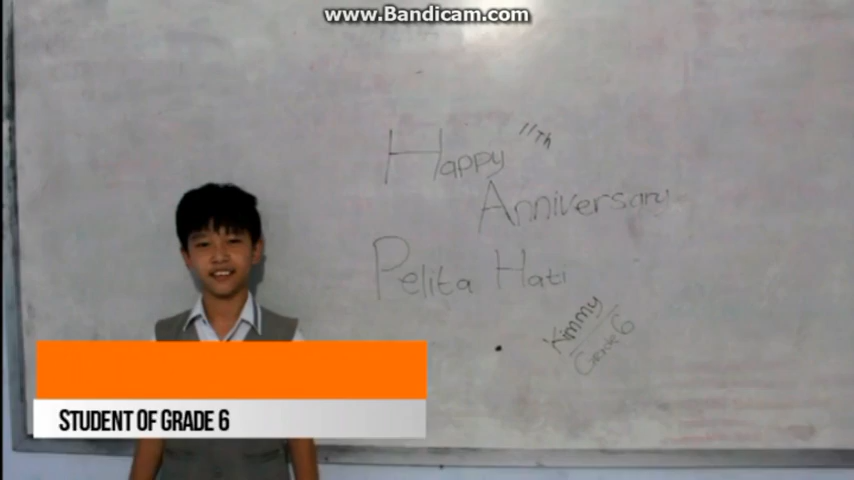 www.Bandicam.com
Happy 11Th
Anniversary
Pelita Hati
Kimmy
Grade 6
STUDENT OF GRADE 6